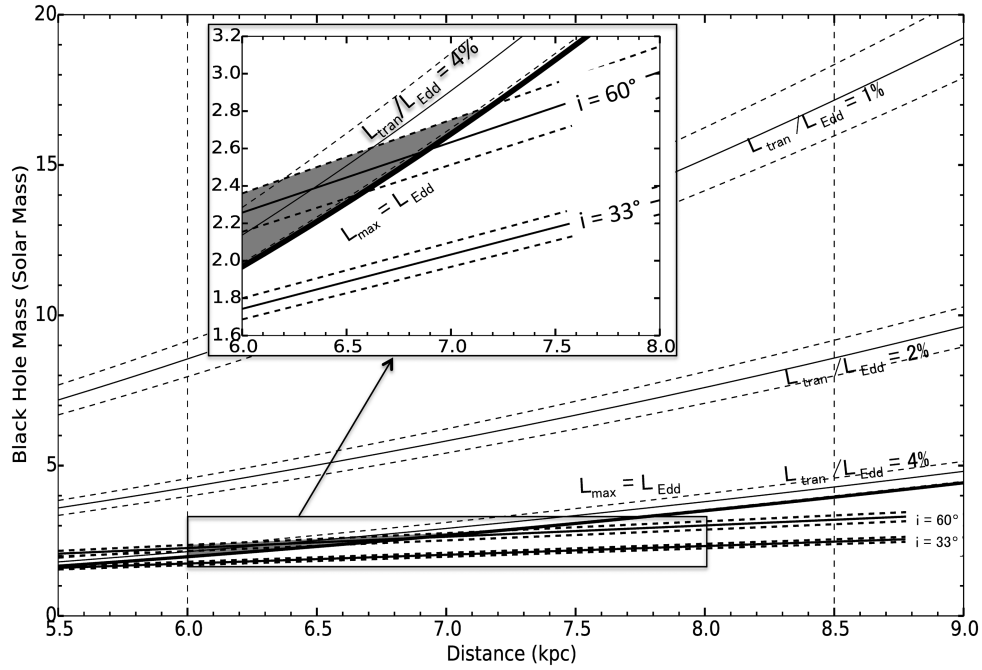 20
15
10
5
0
Black Hole Mass (Solar Mass)
5.5 6.0 6.5 7.0 7.5 8.0 8.5 9.0
Distance (kpc)
3.2
3.0
2.8
2.6
2.4
2.2
2.0
1.8
1.6
6.0 6.5 7.0 7.5 8.0
Ltran/LEdd = 4%
i = 60°
Lmax = LEdd
i = 33°
Ltran/LEdd = 1%
Ltran/LEdd = 2%
Lmax = LEdd
Ltran/LEdd = 4%
i = 60°
i = 33°